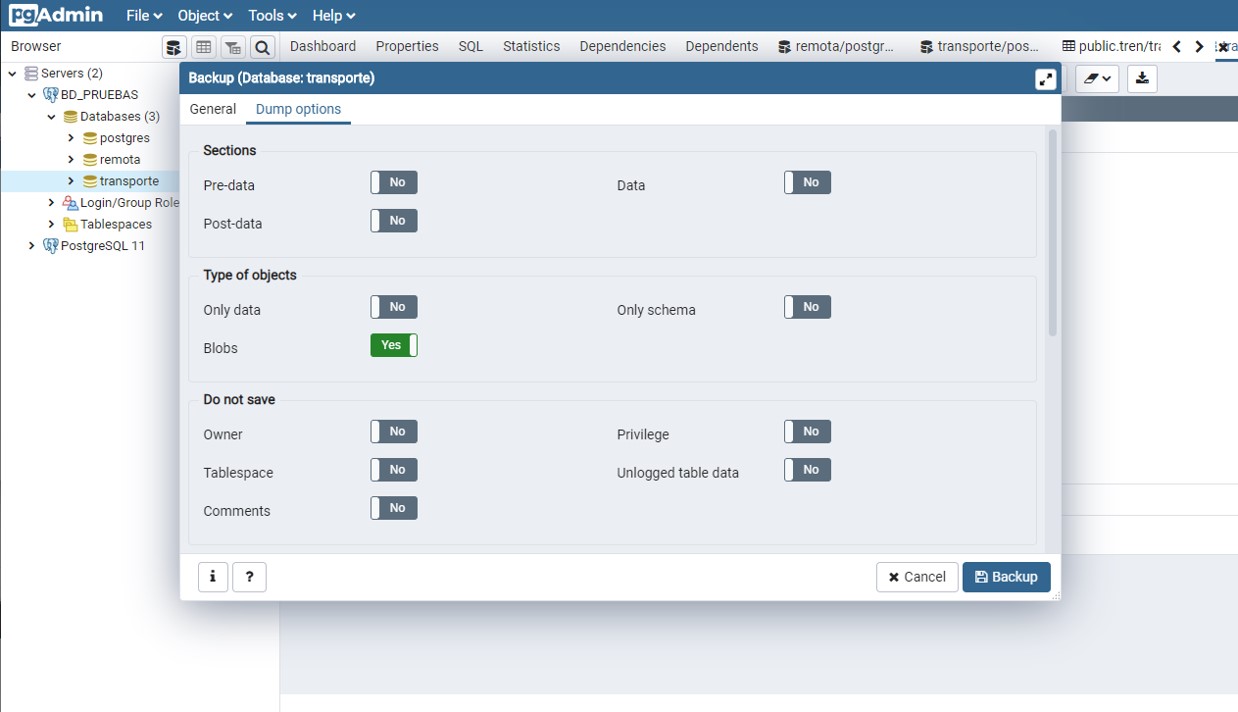 pgAdmin File Object Tools Help
Browser Dashboard Properties SQL Statistics Dependencies Dependents remota/postgr... transporte/pos... public.tren/tra
Servers (2)
BD_PRUEBAS
Databases (3)
postgres
remota
transporte
Login/Group Role
Tablespaces
PostgreSQL 11
Backup (Database: transporte)
General Dump options
Sections
Pre-data No Data No
Post-data No
Type of objects
Only data No Only schema No
Blobs Yes
Do not save
Owner No Privilege No
Tablespace No Unlogged table data No
Comments No
i ? Cancel Backup